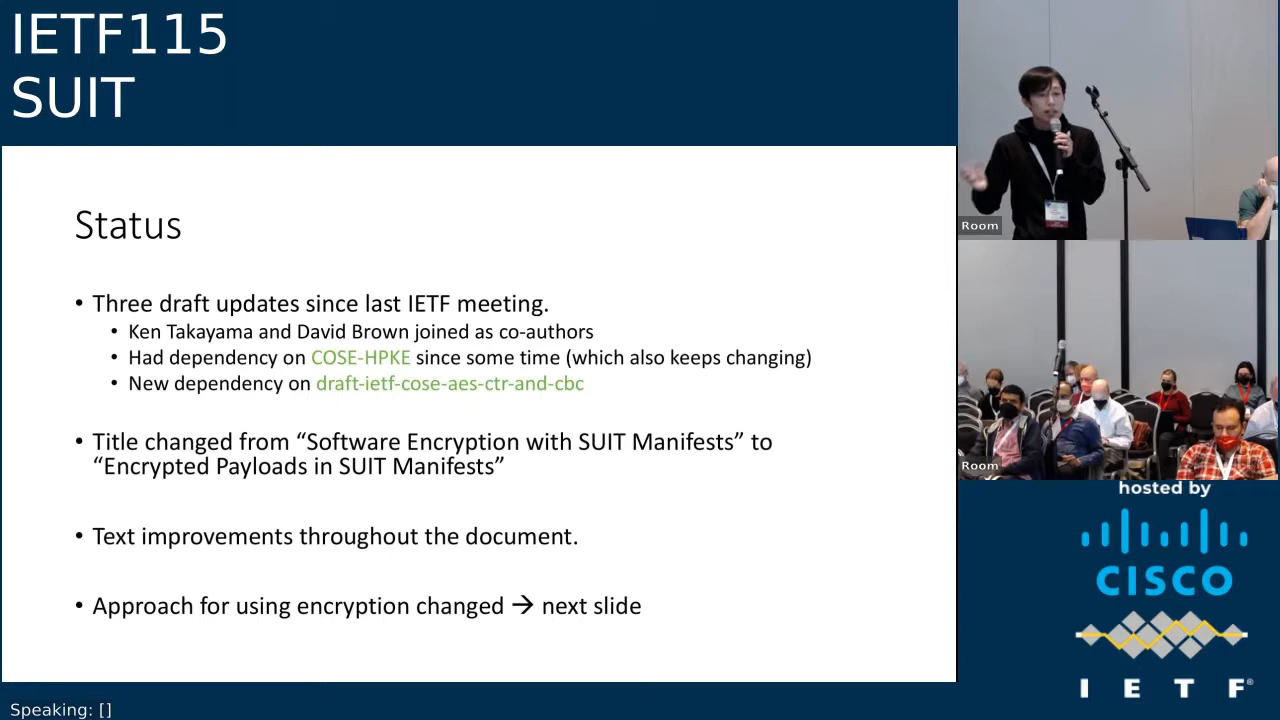 IETF115
SUIT
Status
• Three draft updates since last IETF meeting.
• Ken Takayama and David Brown joined as co-authors
• Had dependency on COSE-HPKE since some time (which also keeps changing)
• New dependency on draft-ietf-cose-aes-ctr-and-cbc
• Title changed from “Software Encryption with SUIT Manifests” to
“Encrypted Payloads in SUIT Manifests”
• Text improvements throughout the document.
• Approach for using encryption changed → next slide
Room
Room
hosted by
CISCO
I E T F®
Speaking: []